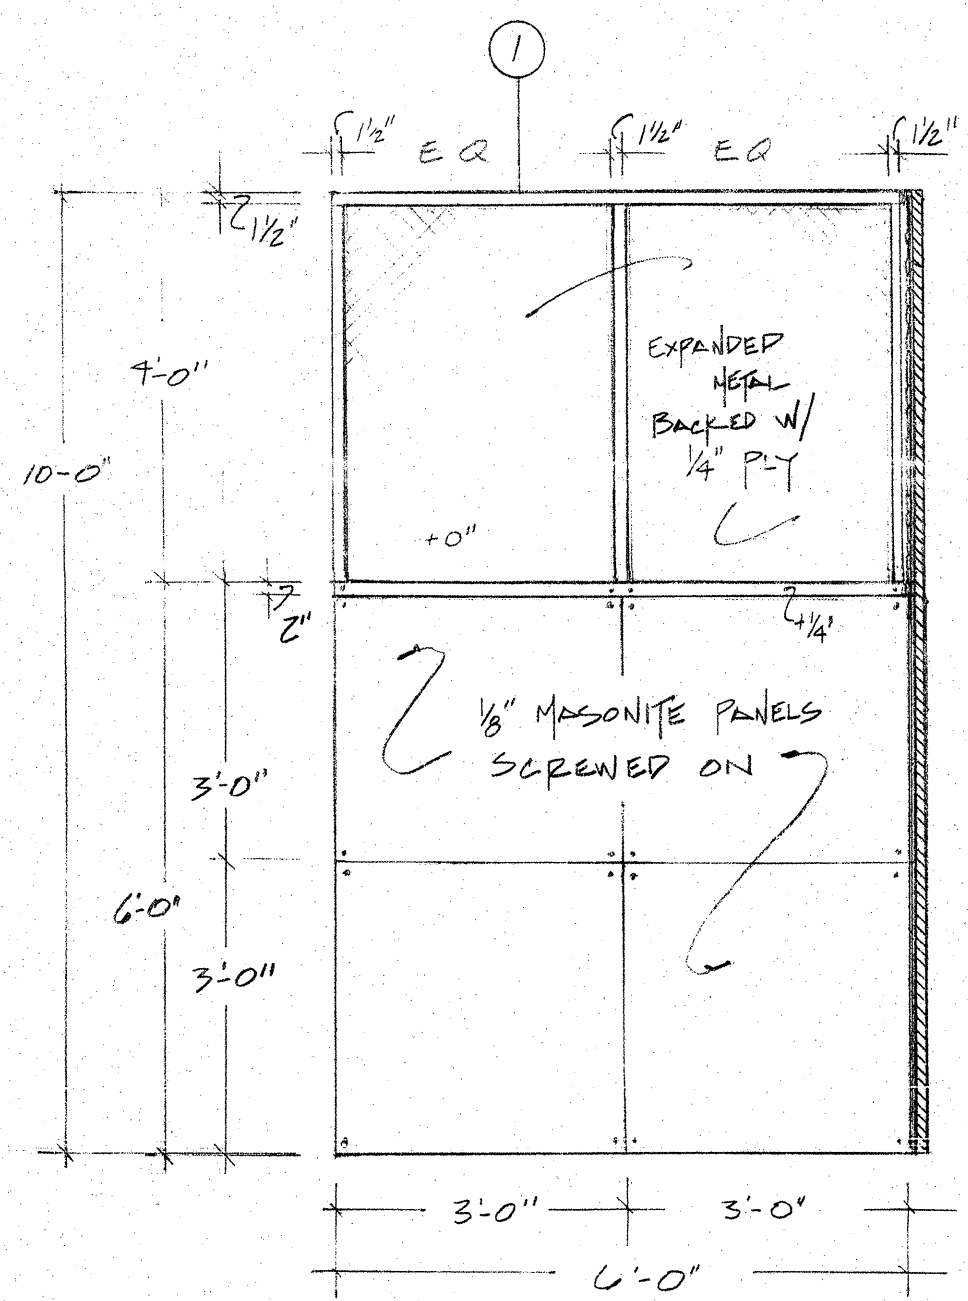 1
1½" EQ 1½" EQ 1½"
1½"
4'-0"
EXPANDED
METAL
BACKED W/
¼" PLY
10-0"
+0"
2"
+¼"
⅛" MASONITE PANELS
SCREWED ON
3'-0"
6'-0"
3'-0"
3'-0" 3'-0"
6'-0"